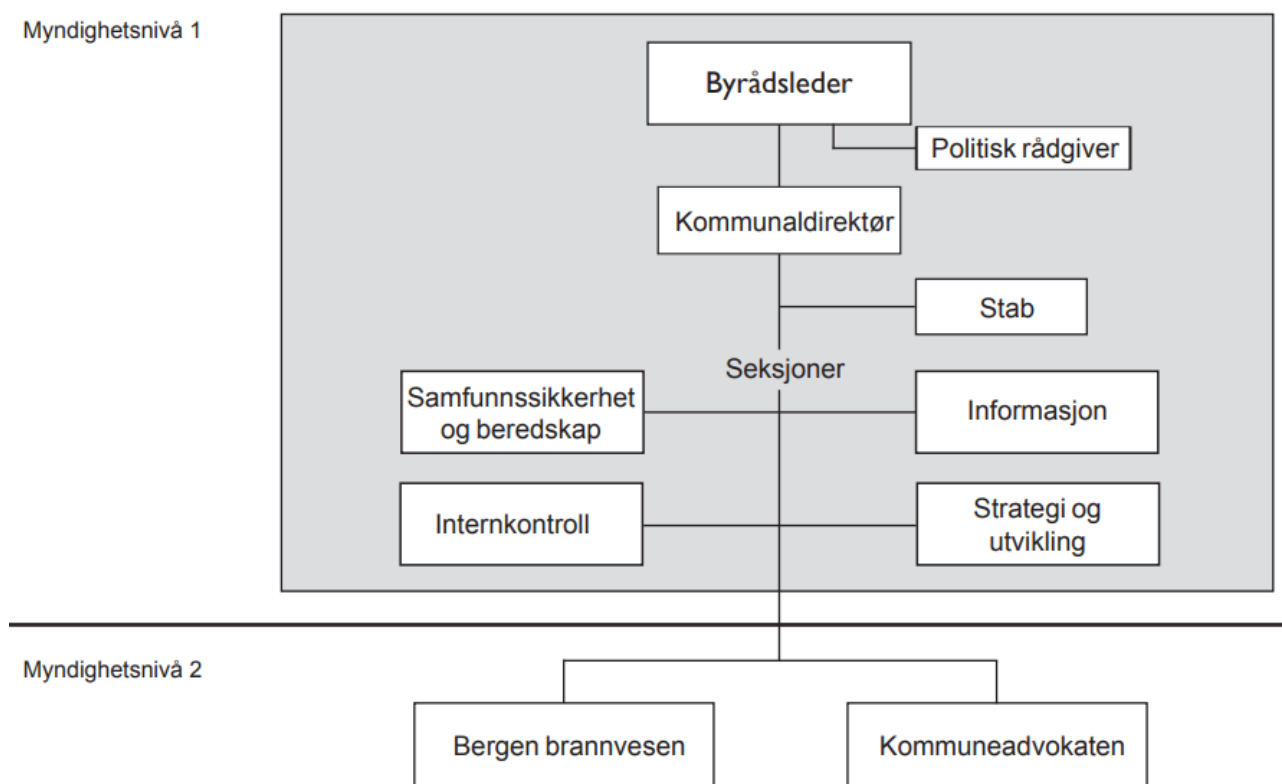 Myndighetsnivå 1
Byrådsleder
Politisk rådgiver
Kommunaldirektør
Stab
Seksjoner
Samfunnssikkerhet
og beredskap
Informasjon
Internkontroll
Strategi og
utvikling
Myndighetsnivå 2
Bergen brannvesen
Kommuneadvokaten